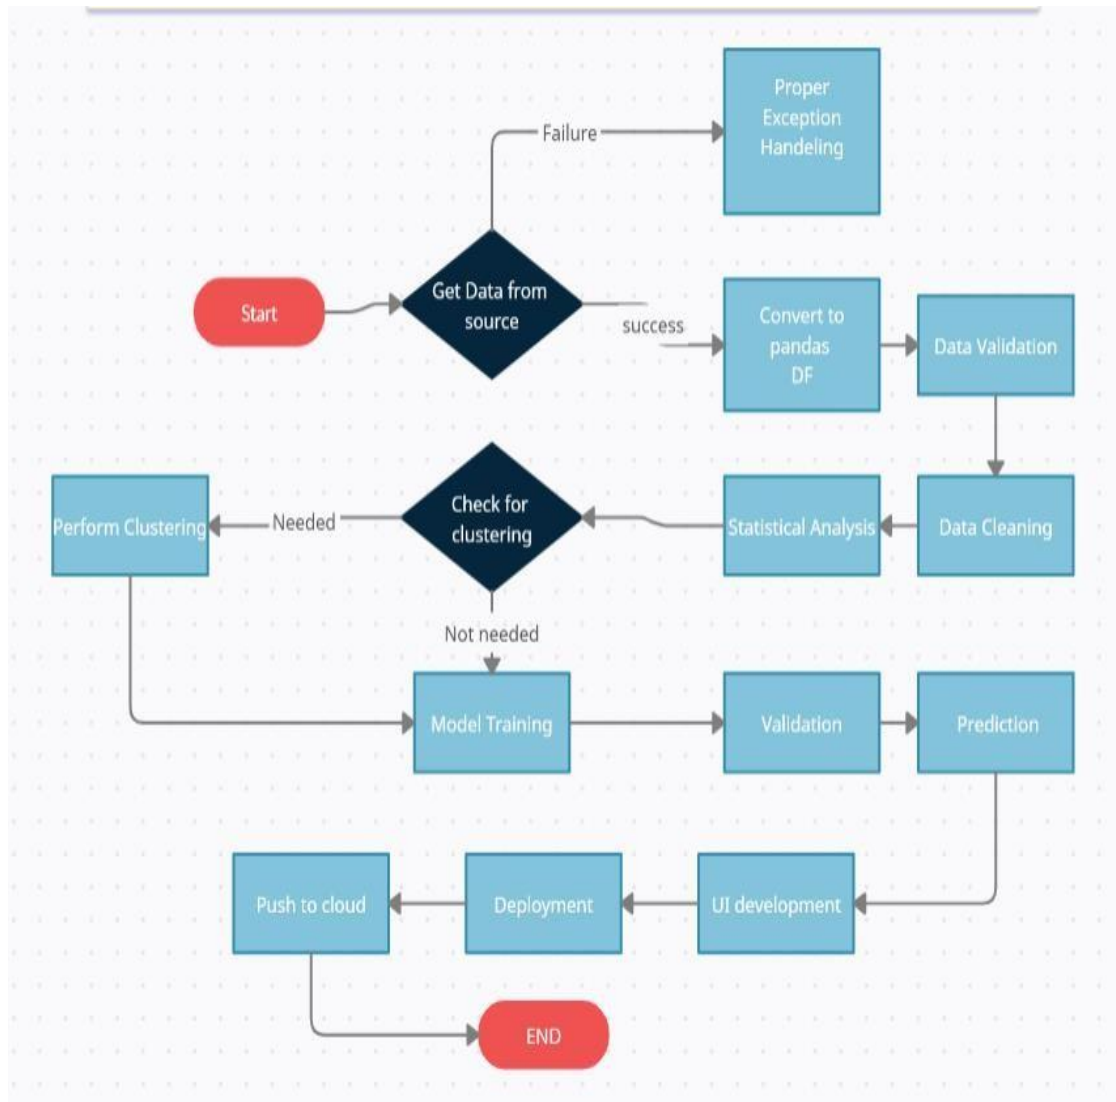 Proper
Exception
Handeling
Failure
Start
Get Data from
source
success
Convert to
pandas
DF
Data Validation
Perform Clustering
Needed
Check for
clustering
Statistical Analysis
Data Cleaning
Not needed
Model Training
Validation
Prediction
Push to cloud
Deployment
UI development
END